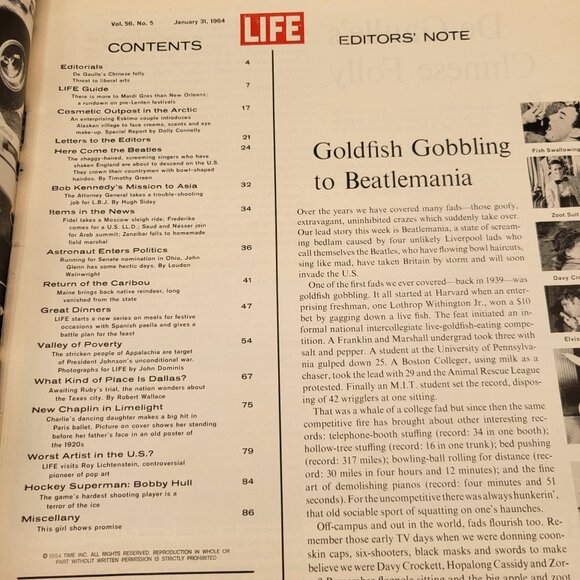 Vol. 56, No. 5 January 31, 1964
LIFE
CONTENTS
Editorials 4
De Gaulle's Chinese folly
Threat to liberal arts
LIFE Guide 7
There is more to Mardi Gras than New Orleans;
a rundown on pre-Lenten festivals
Cosmetic Outpost in the Arctic 17
An enterprising Eskimo couple introduces
Alaskan village to face creams, scents and eye
make-up. Special Report by Dolly Connelly
Letters to the Editors 21
Here Come the Beatles 24
The shaggy-haired, screaming singers who have
shaken England are about to descend on the U.S.
They crown their countrymen with bowl-shaped
hairdos. By Timothy Green
Bob Kennedy's Mission to Asia 32
The Attorney General takes a trouble-shooting
job for L.B.J. By Hugh Sidey
Items in the News 34
Fidel takes a Moscow sleigh ride; Frederika
comes for a U.S. LL.D.; Saud and Nasser join
for Arab summit; Zanzibar falls to homemade
field marshal
Astronaut Enters Politics 36
Running for Senate nomination in Ohio, John
Glenn has some hectic days. By Loudon
Wainwright
Return of the Caribou 41
Maine brings back native reindeer, long
vanished from the state
Great Dinners 47
LIFE starts a new series on meals for festive
occasions with Spanish paella and gives a
battle plan for the feast
Valley of Poverty 54
The stricken people of Appalachia are target
of President Johnson's unconditional war.
Photographs for LIFE by John Dominis
What Kind of Place Is Dallas? 67
Awaiting Ruby's trial, the nation wonders about
the Texas city. By Robert Wallace
New Chaplin in Limelight 75
Charlie's dancing daughter makes a big hit in
Paris ballet. Picture on cover shows her standing
before her father's face in an old poster of
the 1920s
Worst Artist in the U.S.? 79
LIFE visits Roy Lichtenstein, controversial
pioneer of pop art
Hockey Superman: Bobby Hull 84
The game's hardest shooting player is a
terror of the ice
Miscellany 86
This girl shows promise
© 1964 TIME INC. ALL RIGHTS RESERVED. REPRODUCTION IN WHOLE OR
PART WITHOUT WRITTEN PERMISSION IS STRICTLY PROHIBITED.
EDITORS' NOTE
Goldfish Gobbling
to Beatlemania
Over the years we have covered many fads—those goofy,
extravagant, uninhibited crazes which suddenly take over.
Our lead story this week is Beatlemania, a state of scream-
ing bedlam caused by four unlikely Liverpool lads who
call themselves the Beatles, who have flowing bowl haircuts,
sing like mad, have taken Britain by storm and will soon
invade the U.S.
One of the first fads we ever covered—back in 1939—was
goldfish gobbling. It all started at Harvard when an enter-
prising freshman, one Lothrop Withington Jr., won a $10
bet by gagging down a live fish. The feat initiated an in-
formal national intercollegiate live-goldfish-eating compe-
tition. A Franklin and Marshall undergrad took three with
salt and pepper. A student at the University of Pennsylva-
nia gulped down 25. A Boston Colleger, using milk as a
chaser, took the lead with 29 and the Animal Rescue League
protested. Finally an M.I.T. student set the record, dispos-
ing of 42 wrigglers at one sitting.
That was a whale of a college fad but since then the same
competitive fire has brought about other interesting rec-
ords: telephone-booth stuffing (record: 34 in one booth);
hollow-tree stuffing (record: 16 in one trunk); bed pushing
(record: 317 miles); bowling-ball rolling for distance (rec-
ord: 30 miles in four hours and 12 minutes); and the fine
art of demolishing pianos (record: four minutes and 51
seconds). For the uncompetitive there was always hunkerin',
that old sociable sport of squatting on one's haunches.
Off-campus and out in the world, fads flourish too. Re-
member those early TV days when we were donning coon-
skin caps, six-shooters, black masks and swords to make
believe we were Davy Crockett, Hopalong Cassidy and Zor-
Fish Swallowing
Zoot Suit
Davy Cr
Elvis